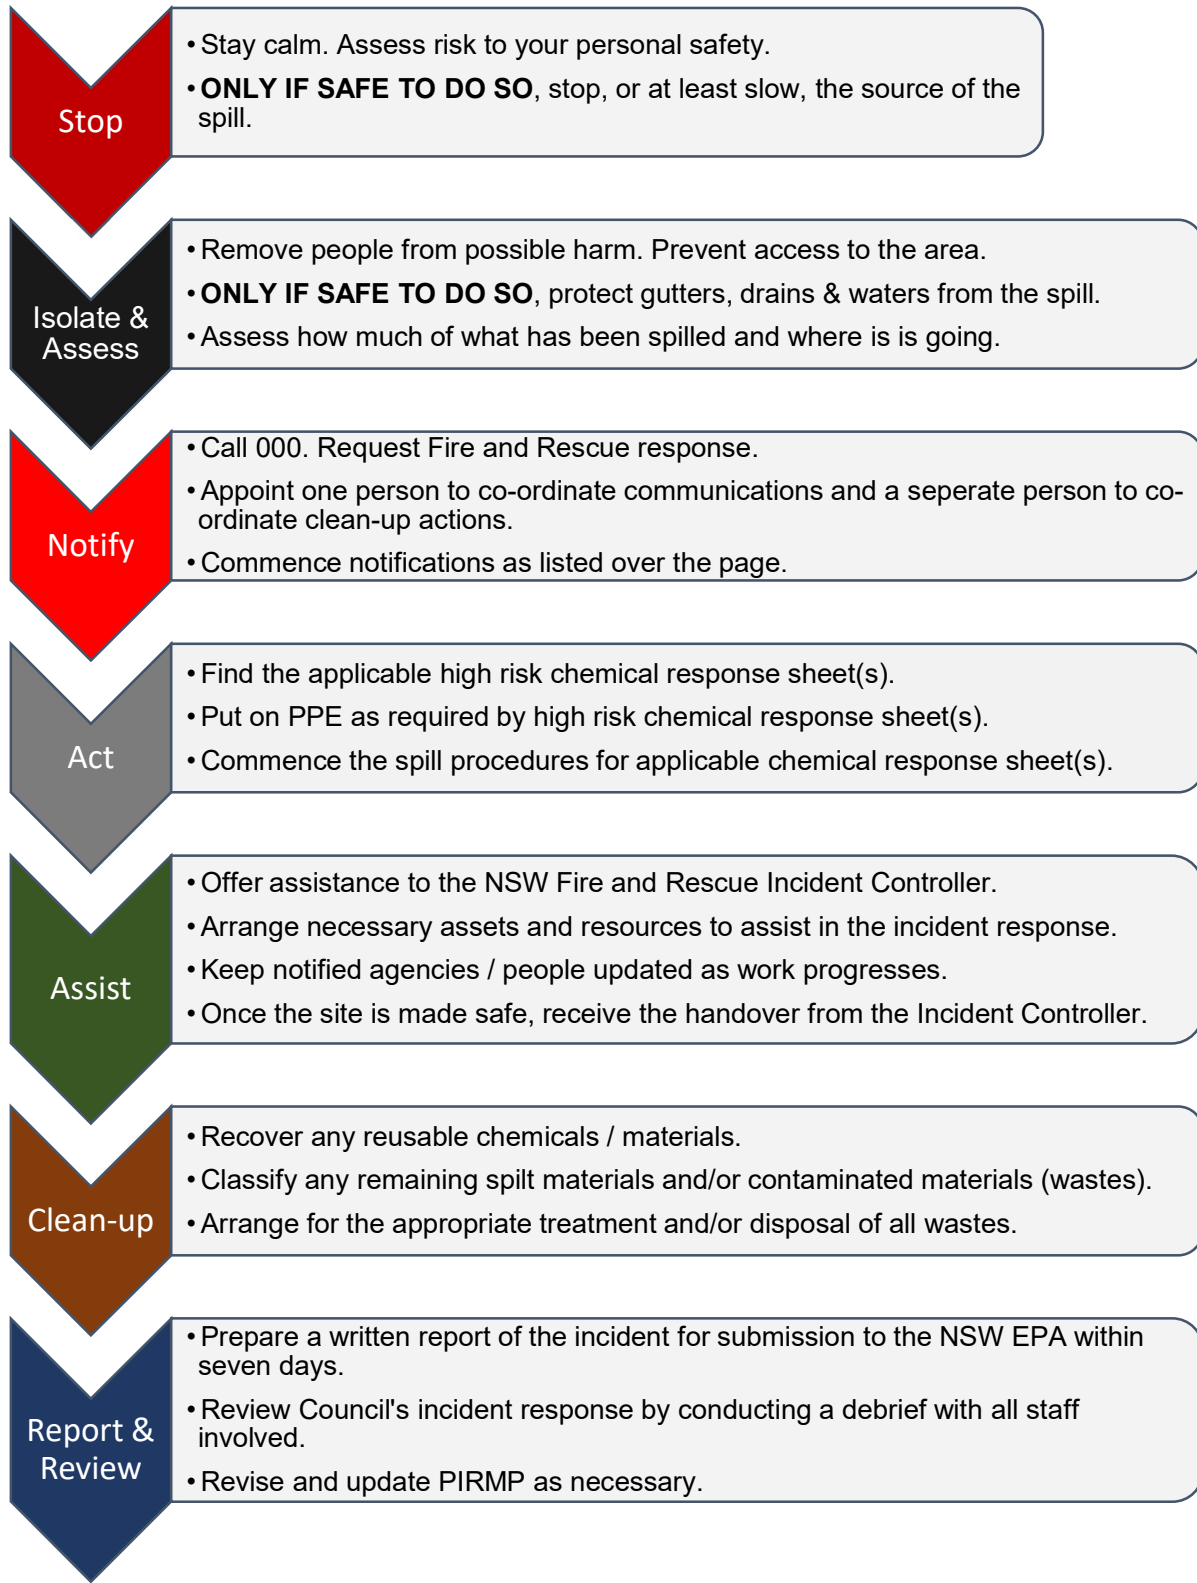 Stop
• Stay calm. Assess risk to your personal safety.
• ONLY IF SAFE TO DO SO, stop, or at least slow, the source of the
spill.
Isolate &
Assess
• Remove people from possible harm. Prevent access to the area.
• ONLY IF SAFE TO DO SO, protect gutters, drains & waters from the spill.
• Assess how much of what has been spilled and where is is going.
Notify
• Call 000. Request Fire and Rescue response.
• Appoint one person to co-ordinate communications and a seperate person to co-
ordinate clean-up actions.
• Commence notifications as listed over the page.
Act
• Find the applicable high risk chemical response sheet(s).
• Put on PPE as required by high risk chemical response sheet(s).
• Commence the spill procedures for applicable chemical response sheet(s).
Assist
• Offer assistance to the NSW Fire and Rescue Incident Controller.
• Arrange necessary assets and resources to assist in the incident response.
• Keep notified agencies / people updated as work progresses.
• Once the site is made safe, receive the handover from the Incident Controller.
Clean-up
• Recover any reusable chemicals / materials.
• Classify any remaining spilt materials and/or contaminated materials (wastes).
• Arrange for the appropriate treatment and/or disposal of all wastes.
Report &
Review
• Prepare a written report of the incident for submission to the NSW EPA within
seven days.
• Review Council's incident response by conducting a debrief with all staff
involved.
• Revise and update PIRMP as necessary.